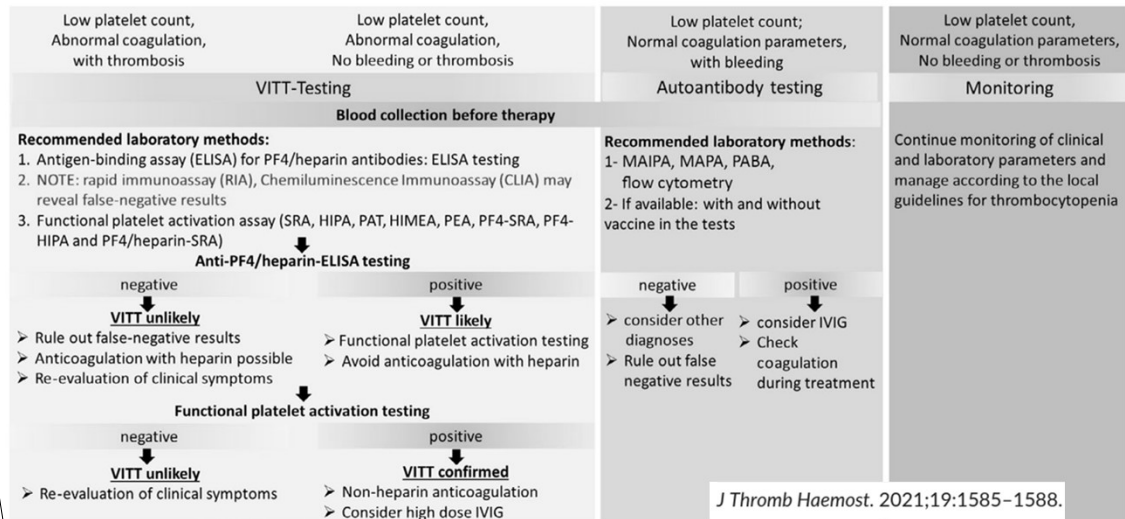 Low platelet count,
Abnormal coagulation,
with thrombosis
Low platelet count,
Abnormal coagulation,
No bleeding or thrombosis
Low platelet count;
Normal coagulation parameters,
with bleeding
Low platelet count,
Normal coagulation parameters,
No bleeding or thrombosis
VITT-Testing
Autoantibody testing
Monitoring
Blood collection before therapy
Recommended laboratory methods:
1. Antigen-binding assay (ELISA) for PF4/heparin antibodies: ELISA testing
2. NOTE: rapid immunoassay (RIA), Chemiluminescence Immunoassay (CLIA) may
reveal false-negative results
3. Functional platelet activation assay (SRA, HIPA, PAT, HIMEA, PEA, PF4-SRA, PF4-
HIPA and PF4/heparin-SRA)
Anti-PF4/heparin-ELISA testing
negative
VITT unlikely
➢ Rule out false-negative results
➢ Anticoagulation with heparin possible
➢ Re-evaluation of clinical symptoms
positive
VITT likely
➢ Functional platelet activation testing
➢ Avoid anticoagulation with heparin
Functional platelet activation testing
negative
VITT unlikely
➢ Re-evaluation of clinical symptoms
positive
VITT confirmed
➢ Non-heparin anticoagulation
➢ Consider high dose IVIG
Recommended laboratory methods:
1- MAIPA, MAPA, PABA,
flow cytometry
2- If available: with and without
vaccine in the tests
negative
➢ consider other
diagnoses
➢ Rule out false
negative results
positive
➢ consider IVIG
➢ Check
coagulation
during treatment
Continue monitoring of clinical
and laboratory parameters and
manage according to the local
guidelines for thrombocytopenia
J Thromb Haemost. 2021;19:1585–1588.